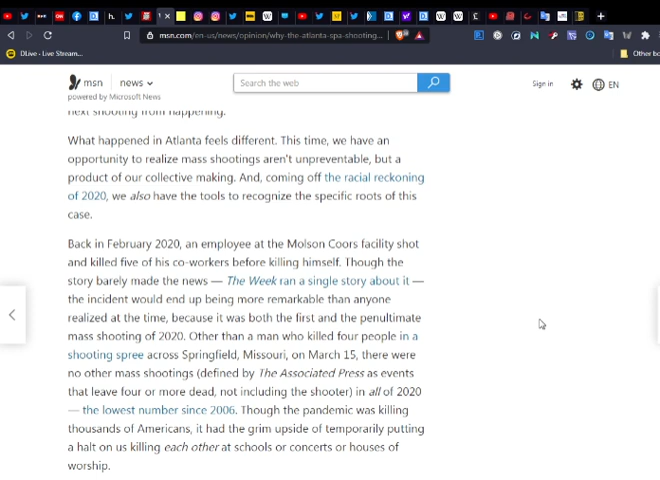 msn.com/en-us/news/opinion/why-the-atlanta-spa-shooting...
DLive - Live Stream...
Other bo
msn news
Search the web
Sign in
EN
powered by Microsoft News
next shooting from happening.
What happened in Atlanta feels different. This time, we have an
opportunity to realize mass shootings aren't unpreventable, but a
product of our collective making. And, coming off the racial reckoning
of 2020, we also have the tools to recognize the specific roots of this
case.
Back in February 2020, an employee at the Molson Coors facility shot
and killed five of his co-workers before killing himself. Though the
story barely made the news — The Week ran a single story about it —
the incident would end up being more remarkable than anyone
realized at the time, because it was both the first and the penultimate
mass shooting of 2020. Other than a man who killed four people in a
shooting spree across Springfield, Missouri, on March 15, there were
no other mass shootings (defined by The Associated Press as events
that leave four or more dead, not including the shooter) in all of 2020
— the lowest number since 2006. Though the pandemic was killing
thousands of Americans, it had the grim upside of temporarily putting
a halt on us killing each other at schools or concerts or houses of
worship.